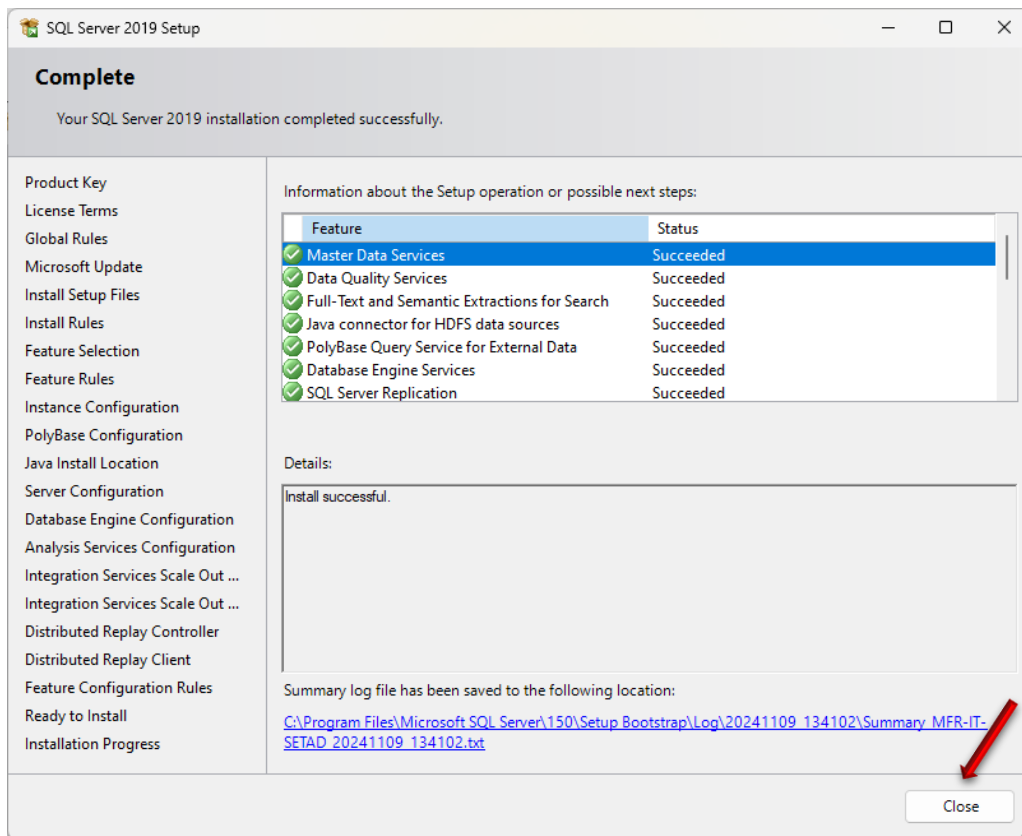 SQL Server 2019 Setup
Complete
Your SQL Server 2019 installation completed successfully.
Product Key
License Terms
Global Rules
Microsoft Update
Install Setup Files
Install Rules
Feature Selection
Feature Rules
Instance Configuration
PolyBase Configuration
Java Install Location
Server Configuration
Database Engine Configuration
Analysis Services Configuration
Integration Services Scale Out ...
Integration Services Scale Out ...
Distributed Replay Controller
Distributed Replay Client
Feature Configuration Rules
Ready to Install
Installation Progress
Information about the Setup operation or possible next steps:
Feature Status
Master Data Services Succeeded
Data Quality Services Succeeded
Full-Text and Semantic Extractions for Search Succeeded
Java connector for HDFS data sources Succeeded
PolyBase Query Service for External Data Succeeded
Database Engine Services Succeeded
SQL Server Replication Succeeded
Details:
Install successful.
Summary log file has been saved to the following location:
C:\Program Files\Microsoft SQL Server\150\Setup Bootstrap\Log\20241109_134102\Summary_MFR-IT-
SETAD_20241109_134102.txt
Close